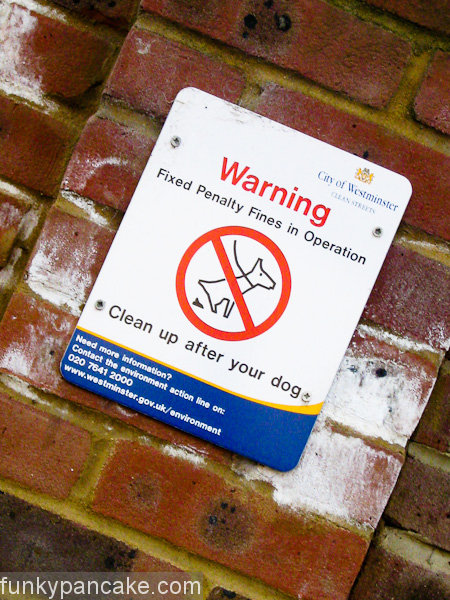 City of Westminster
CLEAN STREETS
Warning
Fixed Penalty Fines in Operation
Clean up after your dog
Need more information?
Contact the environment action line on:
020 7641 2000
www.westminster.gov.uk/environment
funkypancake.com